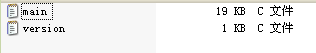 main 19 KB C 文件
version 1 KB C 文件